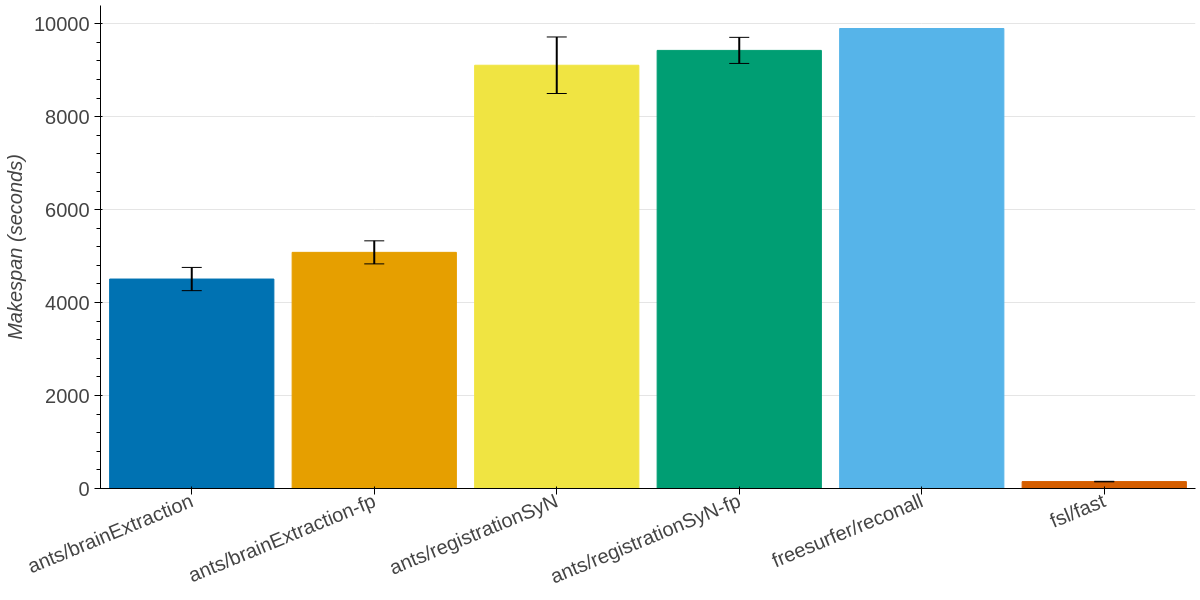 Makespan (seconds)
10000
8000
6000
4000
2000
0
ants/brainExtraction
ants/brainExtraction-fp
ants/registrationSyN
ants/registrationSyN-fp
freesurfer/reconall
fsl/fast